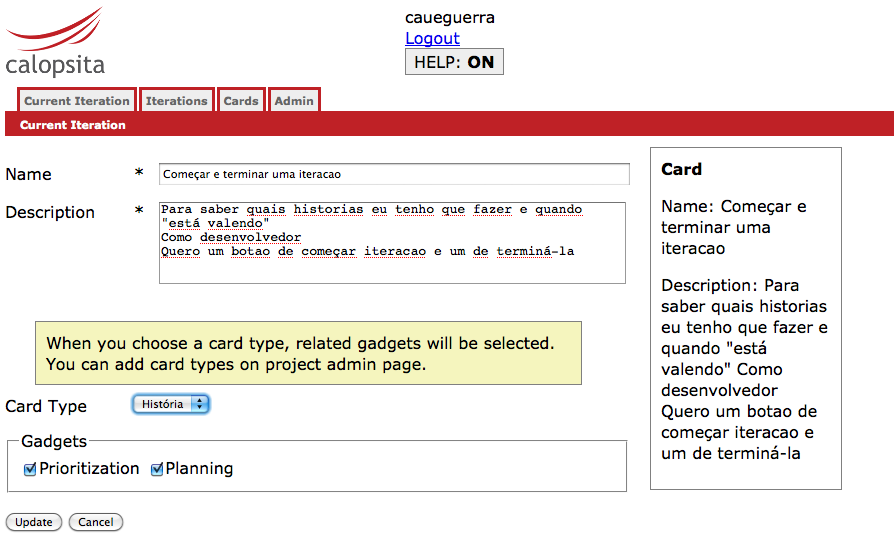 calopsita
caueguerra
Logout
HELP: ON
Current Iteration
Iterations
Cards
Admin
Current Iteration
Name * Começar e terminar uma iteracao
Description * Para saber quais historias eu tenho que fazer e quando
"está valendo"
Como desenvolvedor
Quero um botao de começar iteracao e um de terminá-la
When you choose a card type, related gadgets will be selected.
You can add card types on project admin page.
Card Type História
Gadgets
Prioritization Planning
Update Cancel
Card
Name: Começar e
terminar uma
iteracao
Description: Para
saber quais historias
eu tenho que fazer e
quando "está
valendo" Como
desenvolvedor
Quero um botao de
começar iteracao e
um de terminá-la